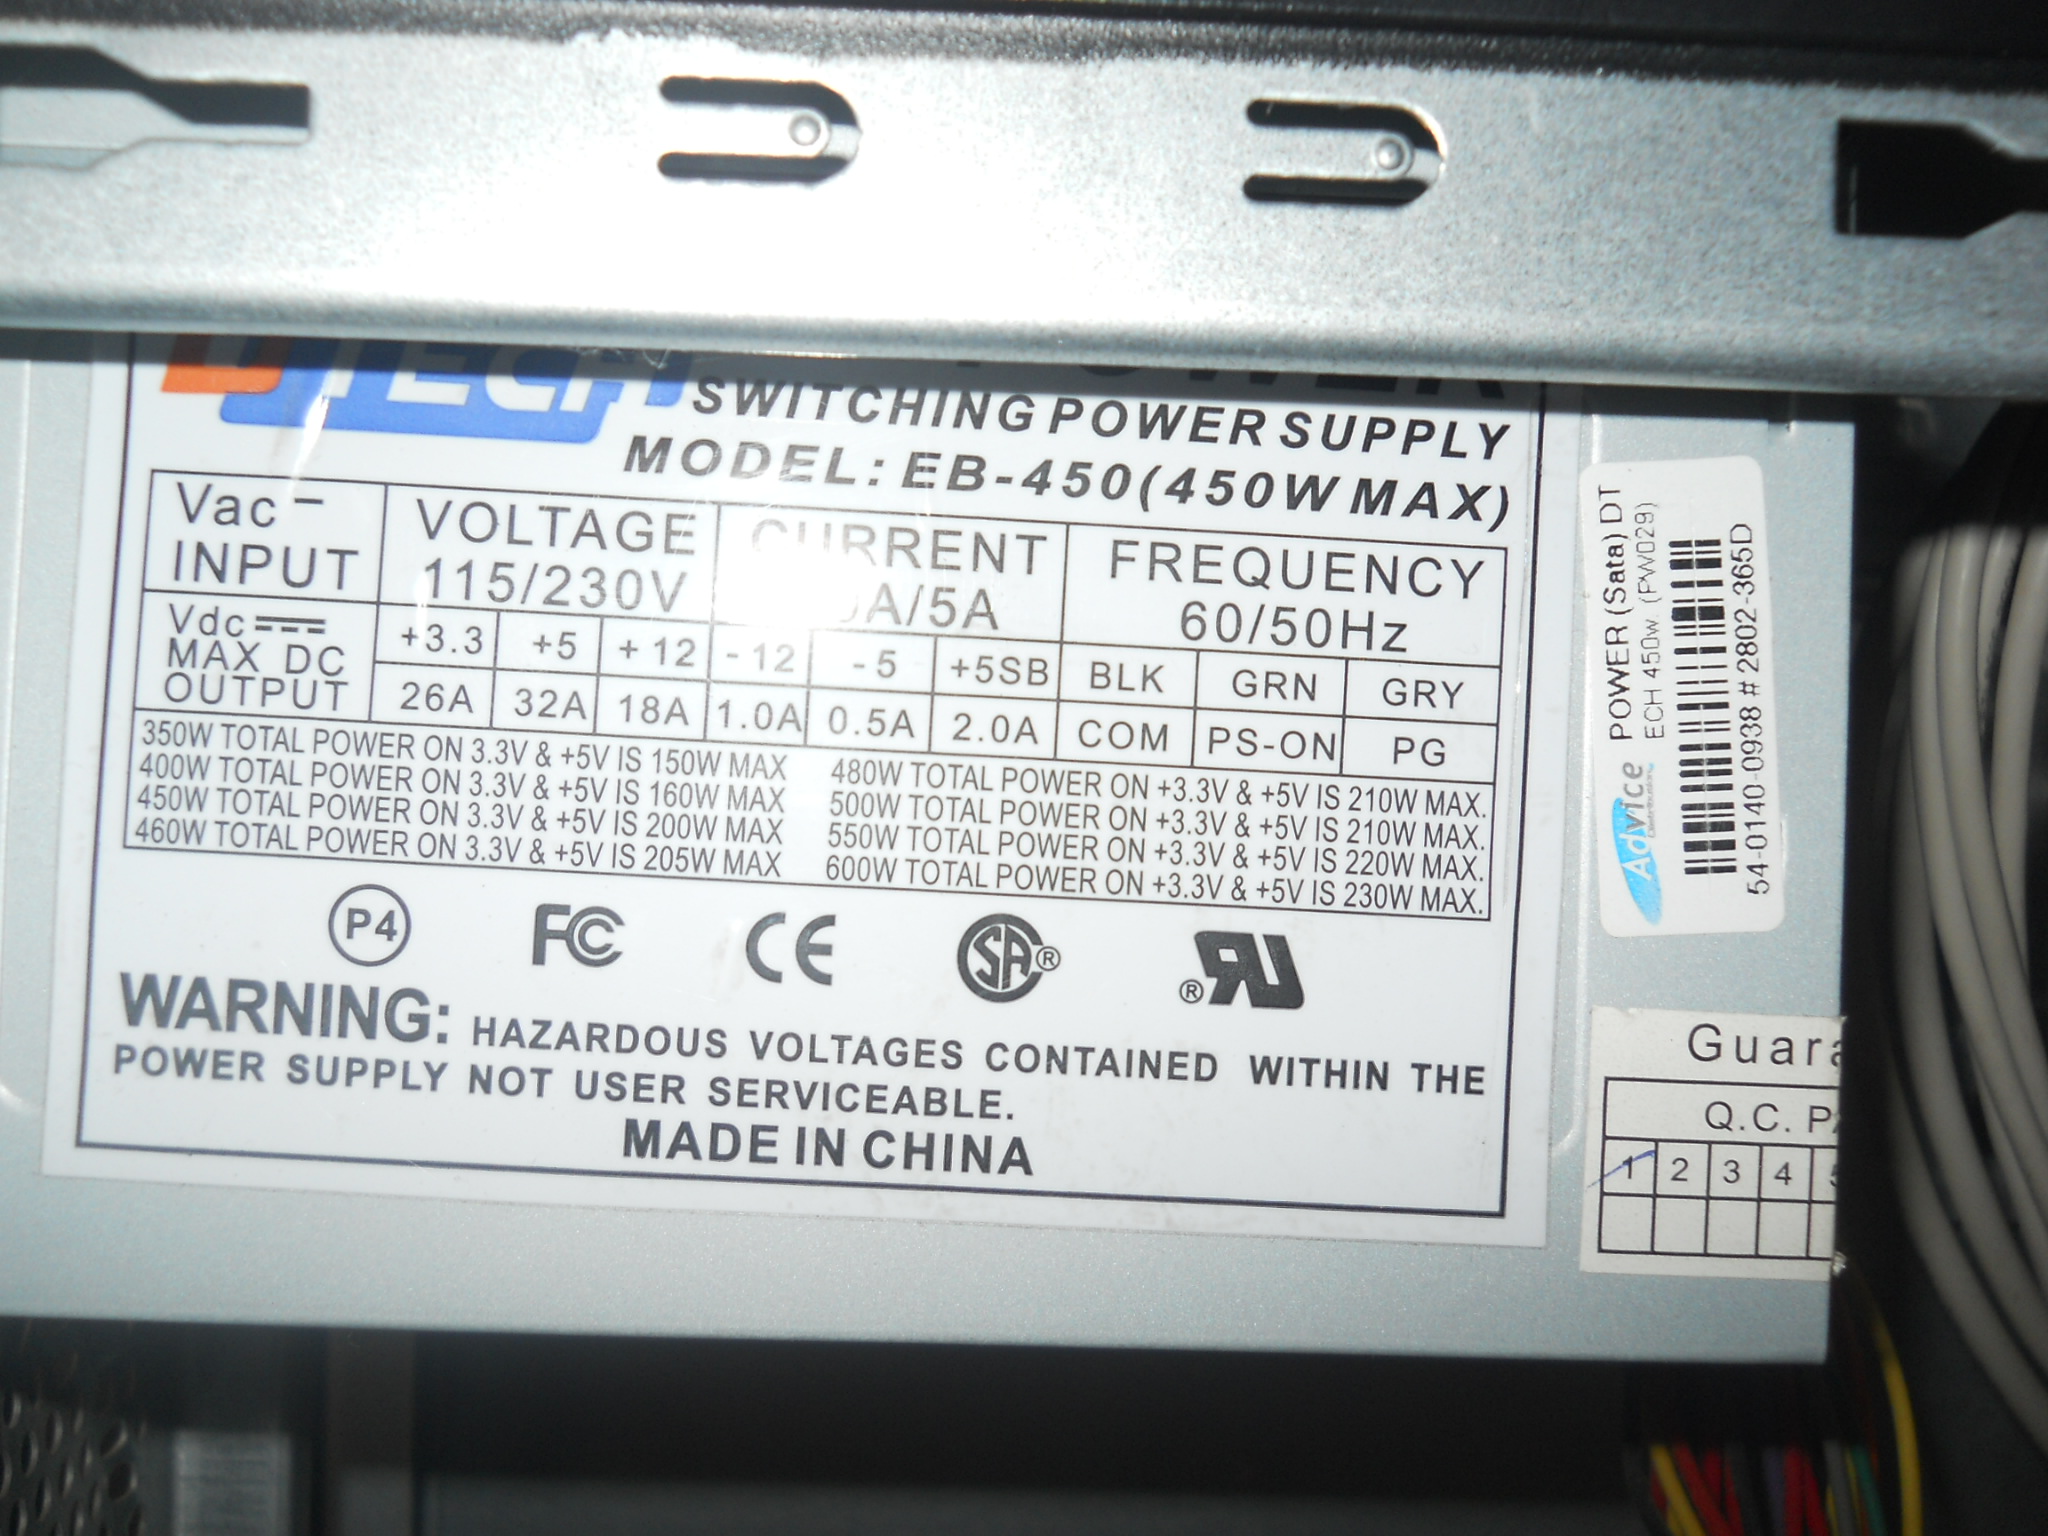 TECH POWER
SWITCHING POWER SUPPLY
MODEL: EB-450(450W MAX)
Vac ‾ INPUT
VOLTAGE 115/230V
CURRENT A/5A
FREQUENCY 60/50Hz
Vdc MAX DC OUTPUT
+3.3 +5 +12 -12 -5 +5SB BLK GRN GRY
26A 32A 18A 1.0A 0.5A 2.0A COM PS-ON PG
350W TOTAL POWER ON 3.3V & +5V IS 150W MAX
400W TOTAL POWER ON 3.3V & +5V IS 160W MAX
450W TOTAL POWER ON 3.3V & +5V IS 200W MAX
460W TOTAL POWER ON 3.3V & +5V IS 205W MAX
480W TOTAL POWER ON +3.3V & +5V IS 210W MAX.
500W TOTAL POWER ON +3.3V & +5V IS 210W MAX.
550W TOTAL POWER ON +3.3V & +5V IS 220W MAX.
600W TOTAL POWER ON +3.3V & +5V IS 230W MAX.
P4 FC CE SA® ®
WARNING: HAZARDOUS VOLTAGES CONTAINED WITHIN THE
POWER SUPPLY NOT USER SERVICEABLE.
MADE IN CHINA
Advice
POWER (Sata) DT
ECH 450w (PW029)
54-01140-0938 # 2802-365D
Guara
Q.C. PA
1 2 3 4 5